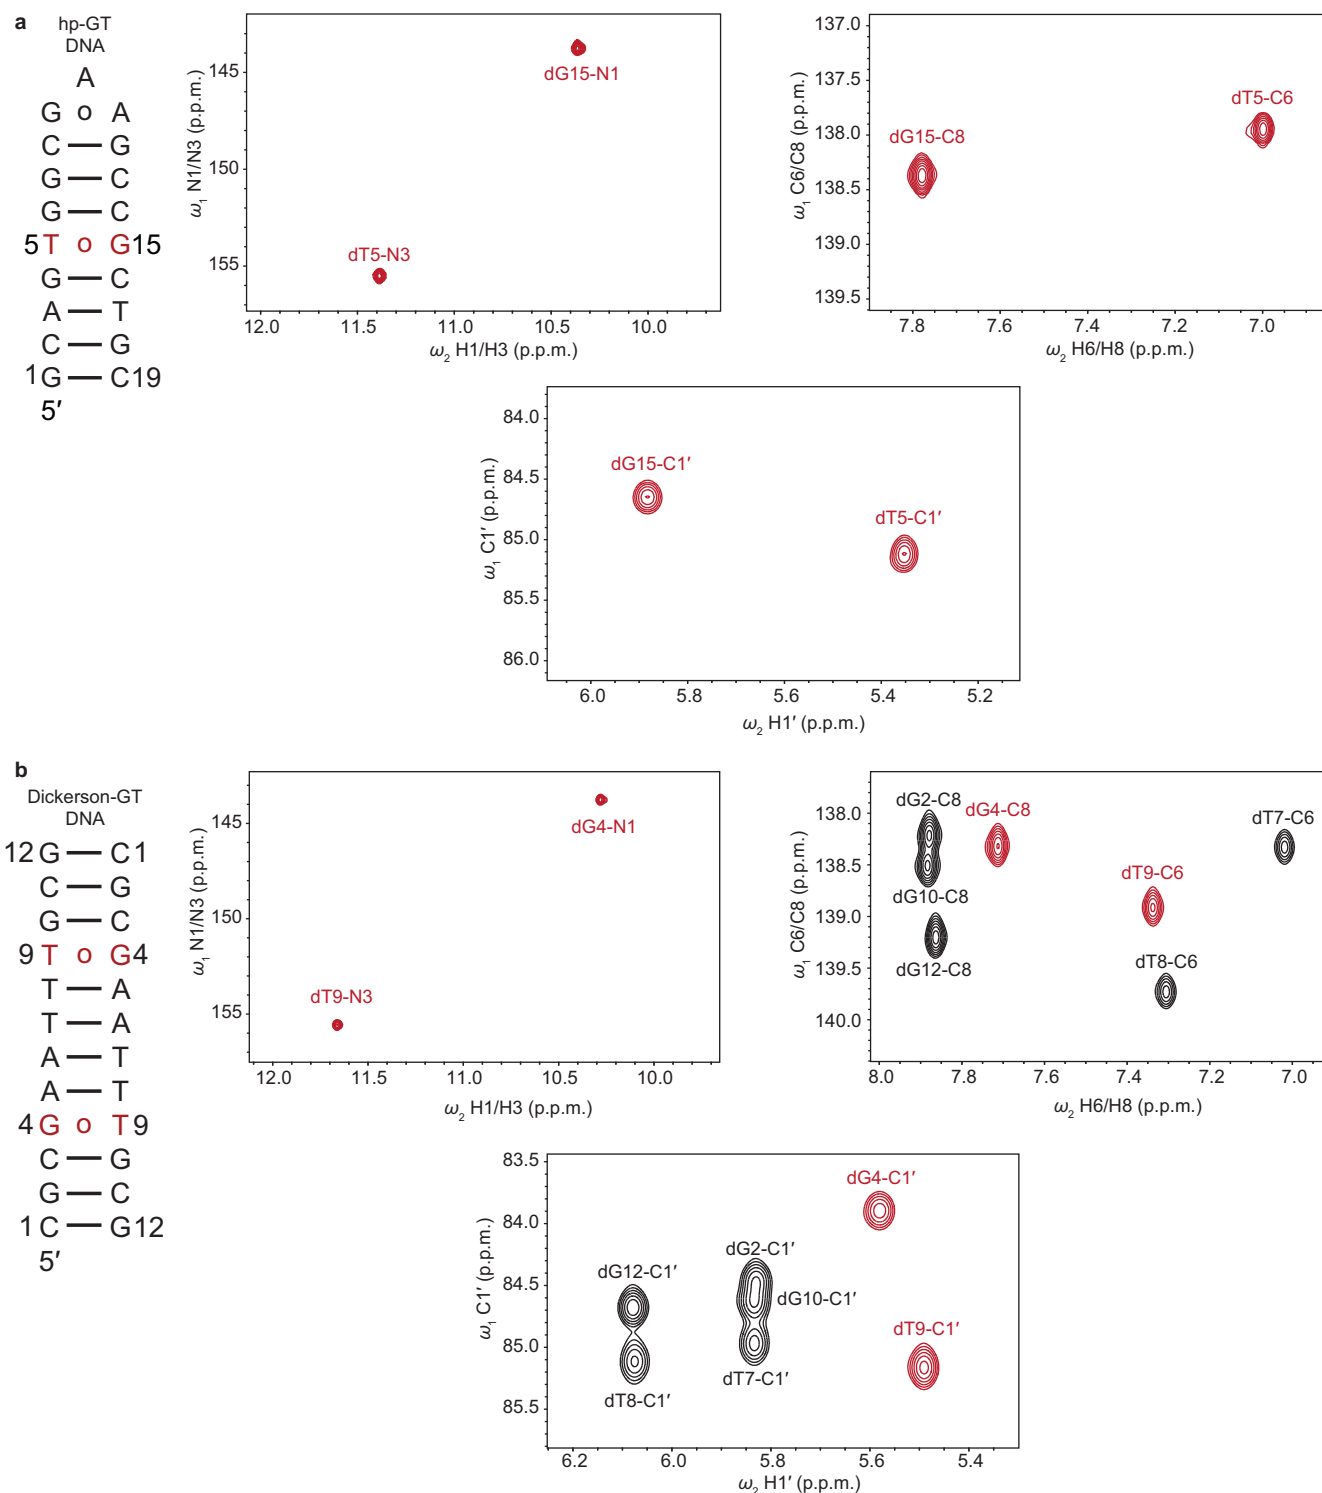 a
hp-GT
DNA
A
G o A
C — G
G — C
G — C
5 T o G 15
G — C
A — T
C — G
1 G — C 19
5′
ω1 N1/N3 (p.p.m.)
145
150
155
dG15-N1
dT5-N3
12.0 11.5 11.0 10.5 10.0
ω2 H1/H3 (p.p.m.)
ω1 C6/C8 (p.p.m.)
137.0
137.5
138.0
138.5
139.0
139.5
dT5-C6
dG15-C8
7.8 7.6 7.4 7.2 7.0
ω2 H6/H8 (p.p.m.)
ω1 C1′ (p.p.m.)
84.0
84.5
85.0
85.5
86.0
dG15-C1′
dT5-C1′
6.0 5.8 5.6 5.4 5.2
ω2 H1′ (p.p.m.)
b
Dickerson-GT
DNA
12 G — C 1
C — G
G — C
9 T o G 4
T — A
T — A
A — T
A — T
4 G o T 9
C — G
G — C
1 C — G 12
5′
ω1 N1/N3 (p.p.m.)
145
150
155
dG4-N1
dT9-N3
12.0 11.5 11.0 10.5 10.0
ω2 H1/H3 (p.p.m.)
ω1 C6/C8 (p.p.m.)
138.0
138.5
139.0
139.5
140.0
dG2-C8
dG4-C8
dT7-C6
dT9-C6
dG10-C8
dG12-C8
dT8-C6
8.0 7.8 7.6 7.4 7.2 7.0
ω2 H6/H8 (p.p.m.)
ω1 C1′ (p.p.m.)
83.5
84.0
84.5
85.0
85.5
dG4-C1′
dG2-C1′
dG12-C1′
dG10-C1′
dT9-C1′
dT7-C1′
dT8-C1′
6.2 6.0 5.8 5.6 5.4
ω2 H1′ (p.p.m.)